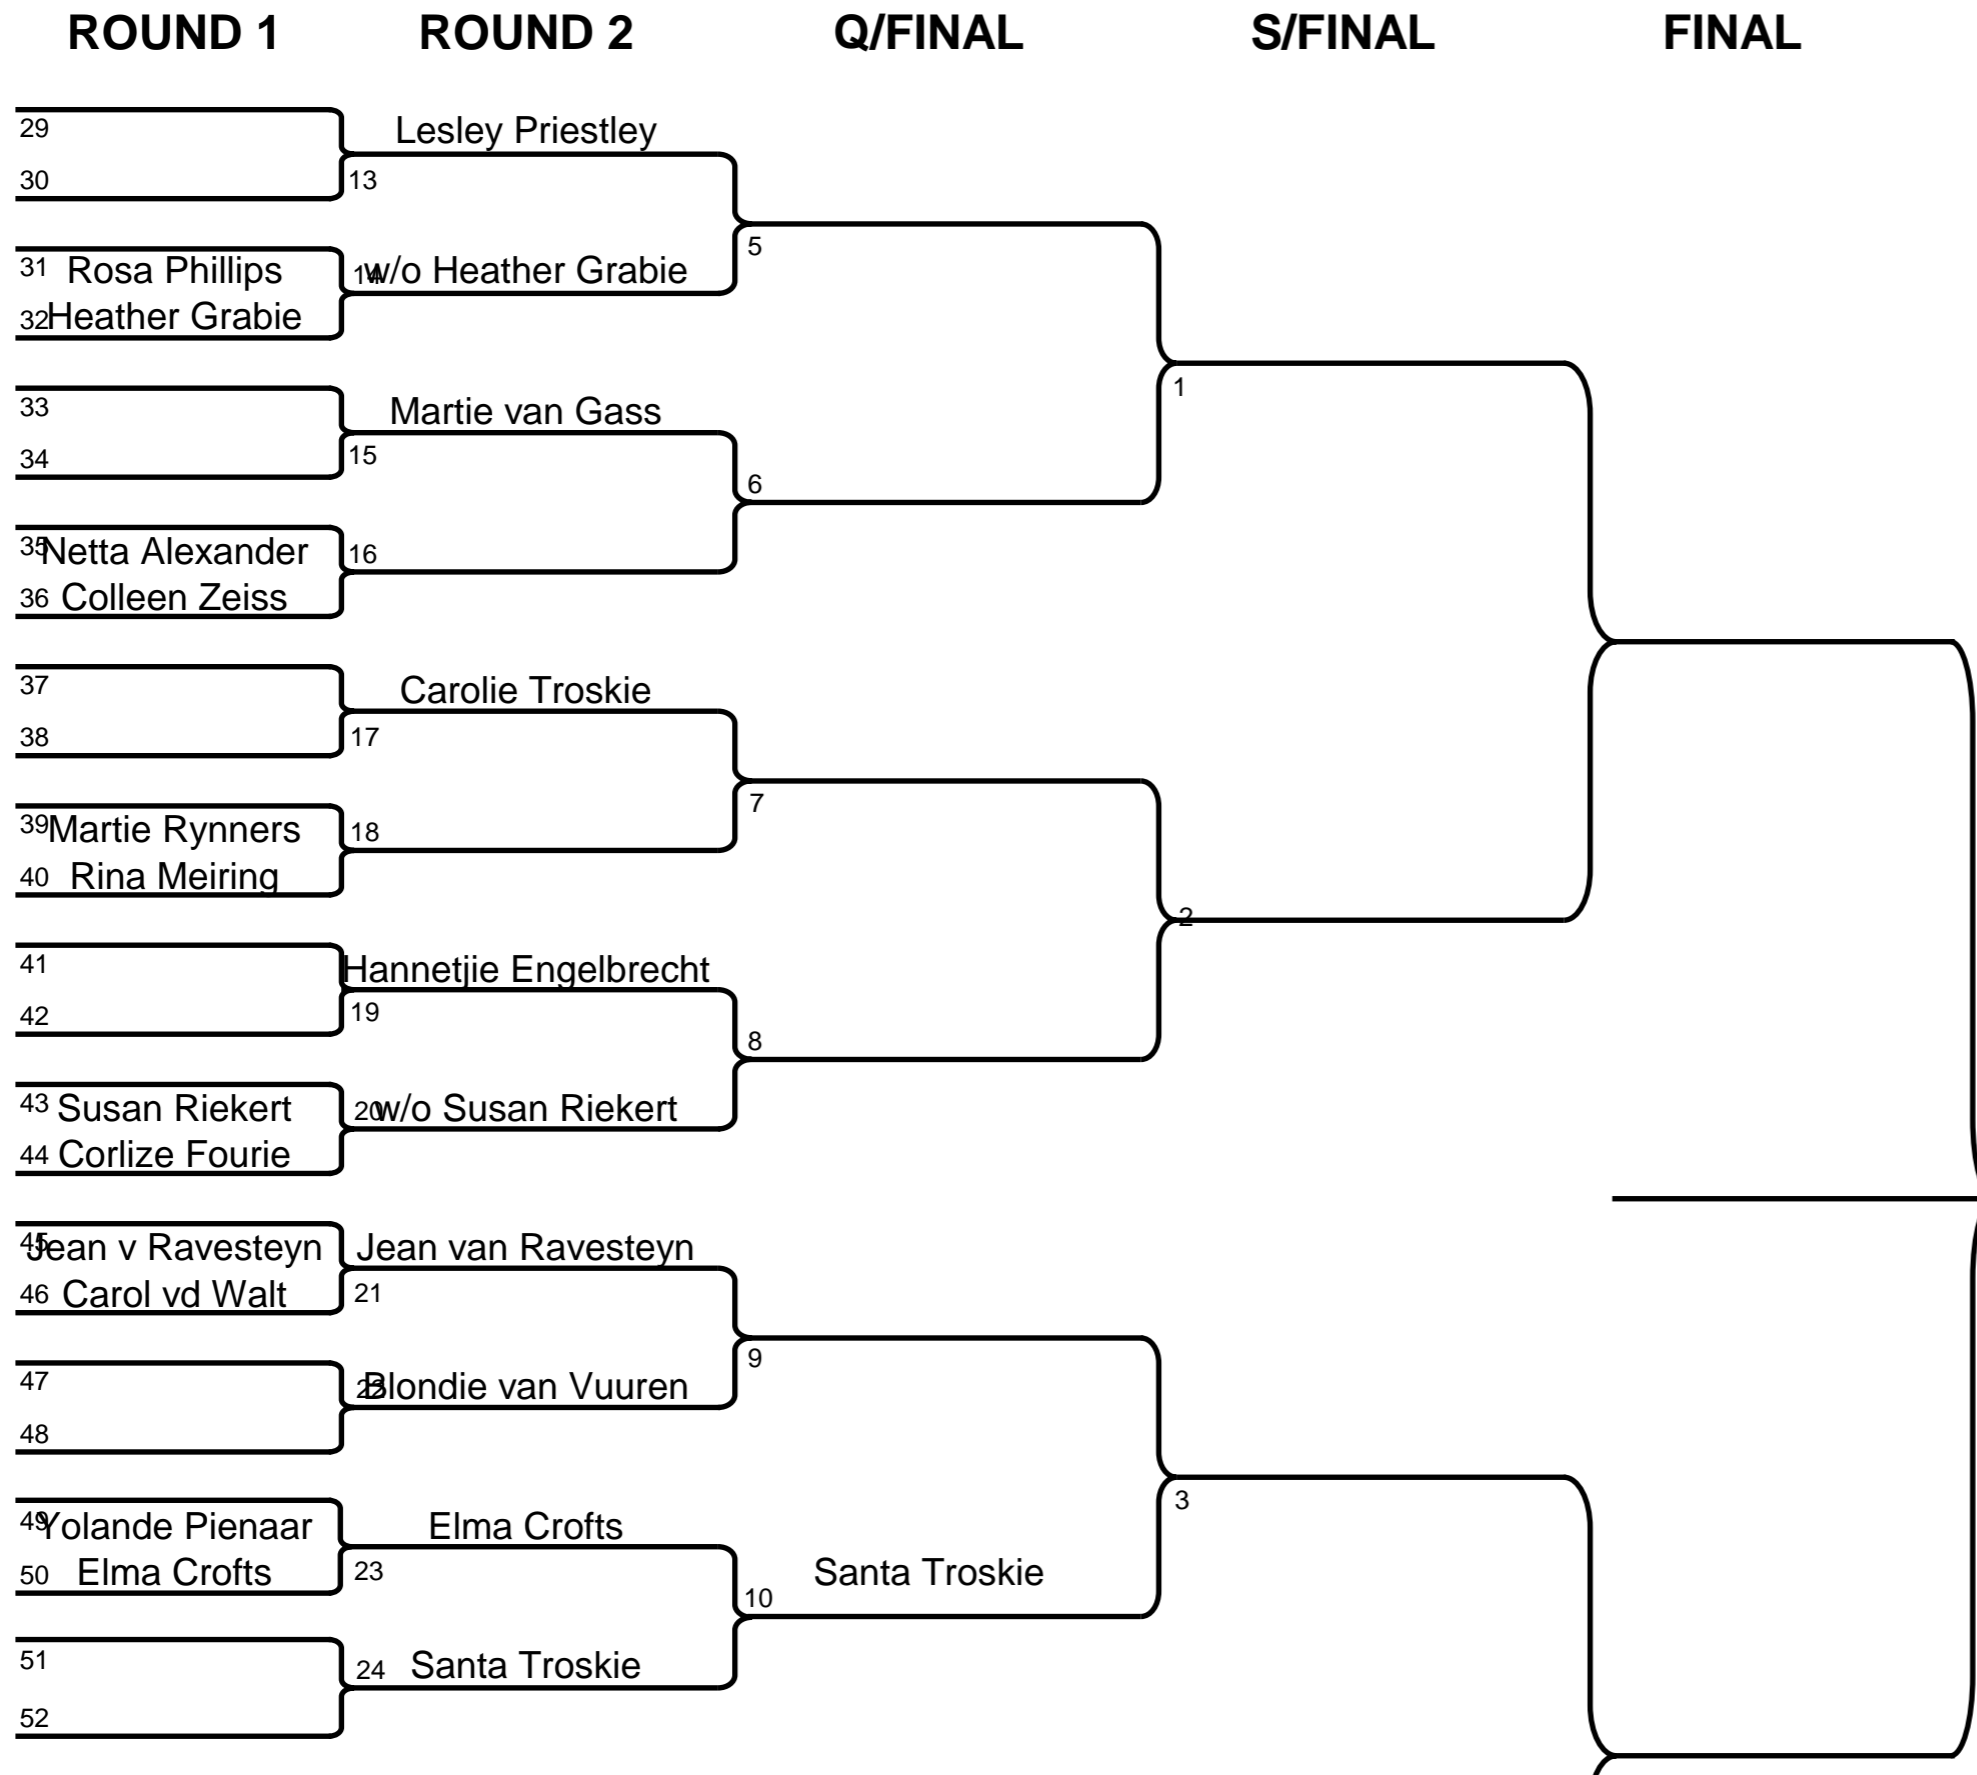 ROUND 1 ROUND 2 Q/FINAL S/FINAL FINAL
29 Lesley Priestley
30 13
5
31 Rosa Phillips 14 w/o Heather Grabie
32 Heather Grabie
1
33 Martie van Gass
34 15
6
35 Netta Alexander 16
36 Colleen Zeiss
37 Carolie Troskie
38 17
7
39 Martie Rynners 18
40 Rina Meiring
2
41 Hannetjie Engelbrecht
42 19
8
43 Susan Riekert 20 w/o Susan Riekert
44 Corlize Fourie
45 Jean v Ravesteyn Jean van Ravesteyn
46 Carol vd Walt 21
9
47 22 Blondie van Vuuren
48
3
49 Yolande Pienaar Elma Crofts
50 Elma Crofts 23 Santa Troskie
10
51 24 Santa Troskie
52